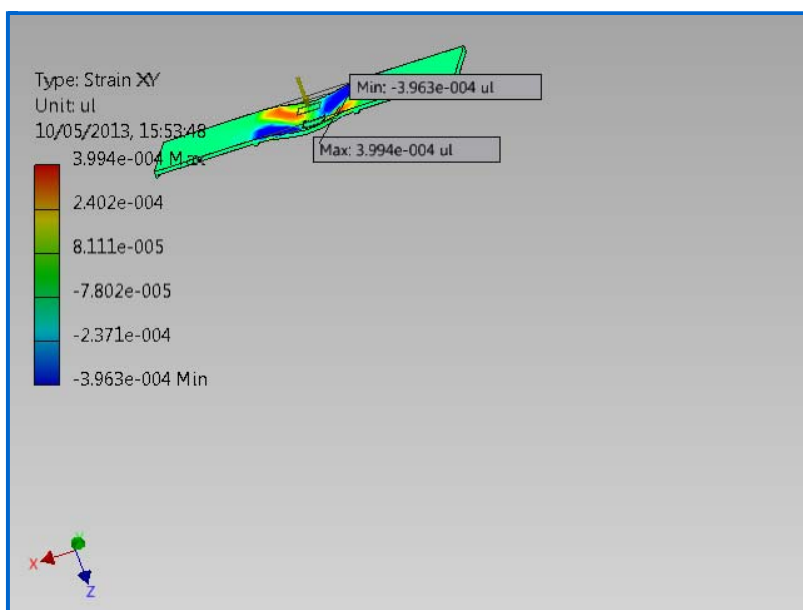 Type: Strain XY
Unit: ul
10/05/2013, 15:53:48
3.994e-004 Max
2.402e-004
8.111e-005
-7.802e-005
-2.371e-004
-3.963e-004 Min
Min: -3.963e-004 ul
Max: 3.994e-004 ul
Y
X
Z